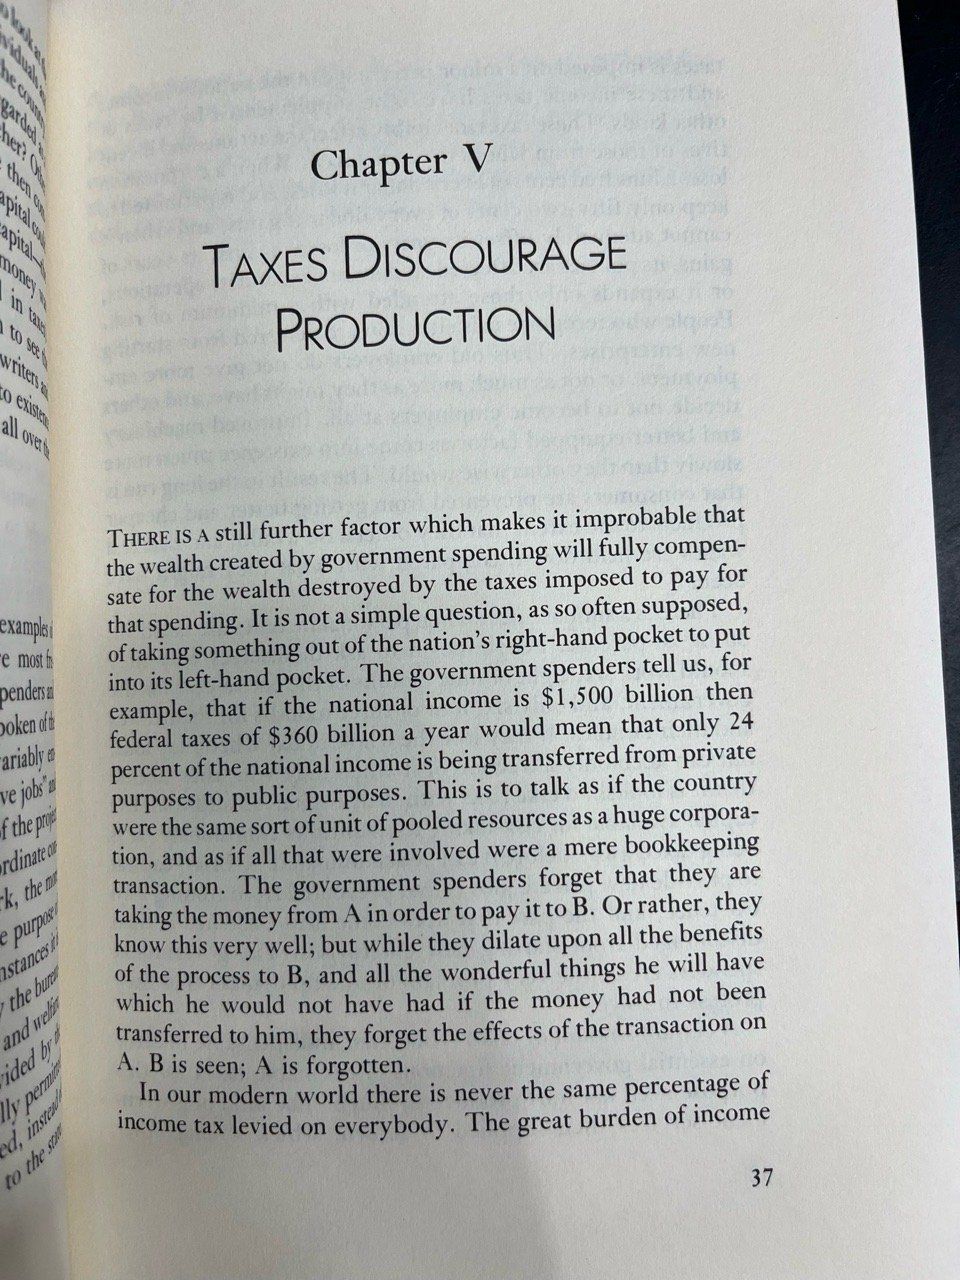 Chapter V
TAXES DISCOURAGE
PRODUCTION
THERE IS A still further factor which makes it improbable that
the wealth created by government spending will fully compen-
sate for the wealth destroyed by the taxes imposed to pay for
that spending. It is not a simple question, as so often supposed,
of taking something out of the nation's right-hand pocket to put
into its left-hand pocket. The government spenders tell us, for
example, that if the national income is $1,500 billion then
federal taxes of $360 billion a year would mean that only 24
percent of the national income is being transferred from private
purposes to public purposes. This is to talk as if the country
were the same sort of unit of pooled resources as a huge corpora-
tion, and as if all that were involved were a mere bookkeeping
transaction. The government spenders forget that they are
taking the money from A in order to pay it to B. Or rather, they
know this very well; but while they dilate upon all the benefits
of the process to B, and all the wonderful things he will have
which he would not have had if the money had not been
transferred to him, they forget the effects of the transaction on
A. B is seen; A is forgotten.
In our modern world there is never the same percentage of
income tax levied on everybody. The great burden of income
37